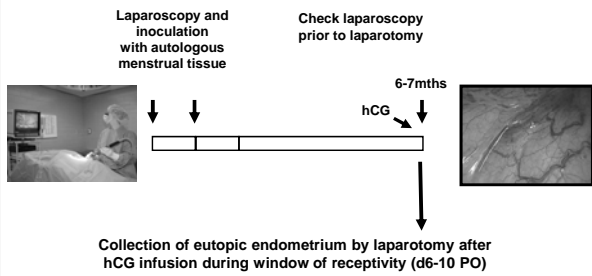 Laparoscopy and
inoculation
with autologous
menstrual tissue
Check laparoscopy
prior to laparotomy
6-7mths
hCG
Collection of eutopic endometrium by laparotomy after
hCG infusion during window of receptivity (d6-10 PO)